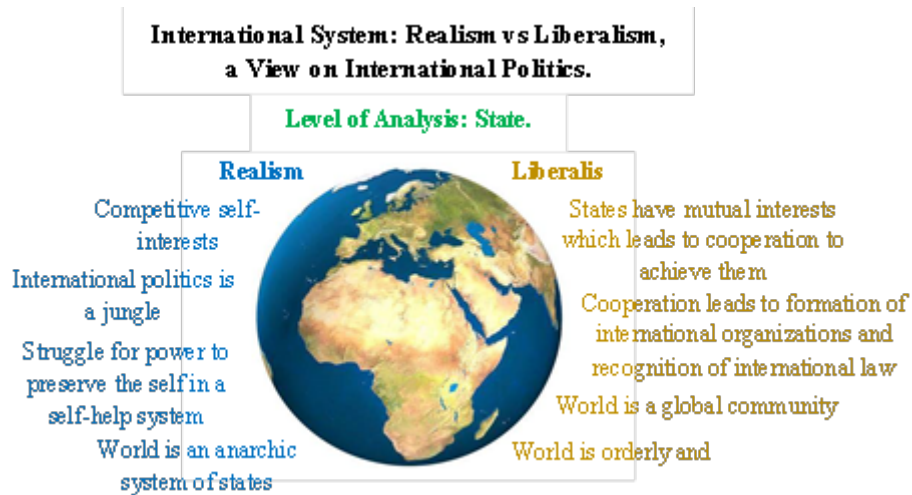 International System: Realism vs Liberalism,
a View on International Politics.
Level of Analysis: State.
Realism
Competitive self-
interests
International politics is
a jungle
Struggle for power to
preserve the self in a
self-help system
World is an anarchic
system of states
Liberalis
States have mutual interests
which leads to cooperation to
achieve them
Cooperation leads to formation of
international organizations and
recognition of international law
World is a global community
World is orderly and